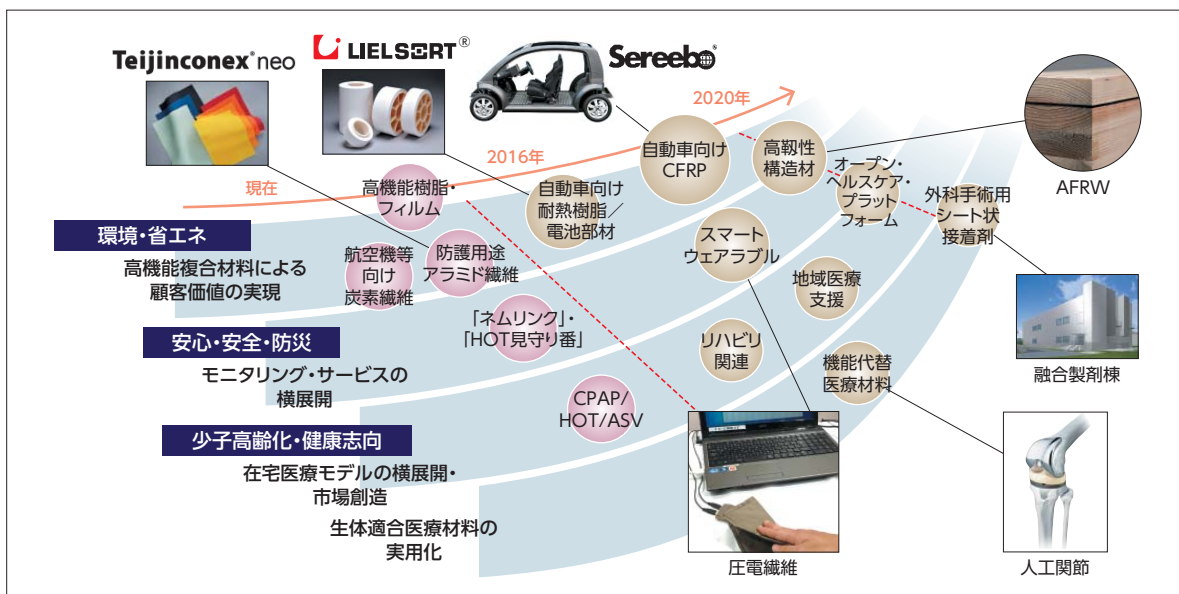 Teijinconex® neo
LIELSORT®
Sereebo®
現在
2016年
2020年
高機能樹脂・
フィルム
自動車向け
耐熱樹脂／
電池部材
自動車向け
CFRP
高靱性
構造材
オープン・
ヘルスケア・
プラット
フォーム
外科手術用
シート状
接着剤
AFRW
環境・省エネ
高機能複合材料による
顧客価値の実現
航空機等
向け
炭素繊維
防護用途
アラミド繊維
スマート
ウェアラブル
地域医療
支援
安心・安全・防災
モニタリング・サービスの
横展開
「ネムリンク」・
「HOT見守り番」
リハビリ
関連
機能代替
医療材料
融合製剤棟
少子高齢化・健康志向
在宅医療モデルの横展開・
市場創造
CPAP/
HOT/ASV
生体適合医療材料の
実用化
圧電繊維
人工関節